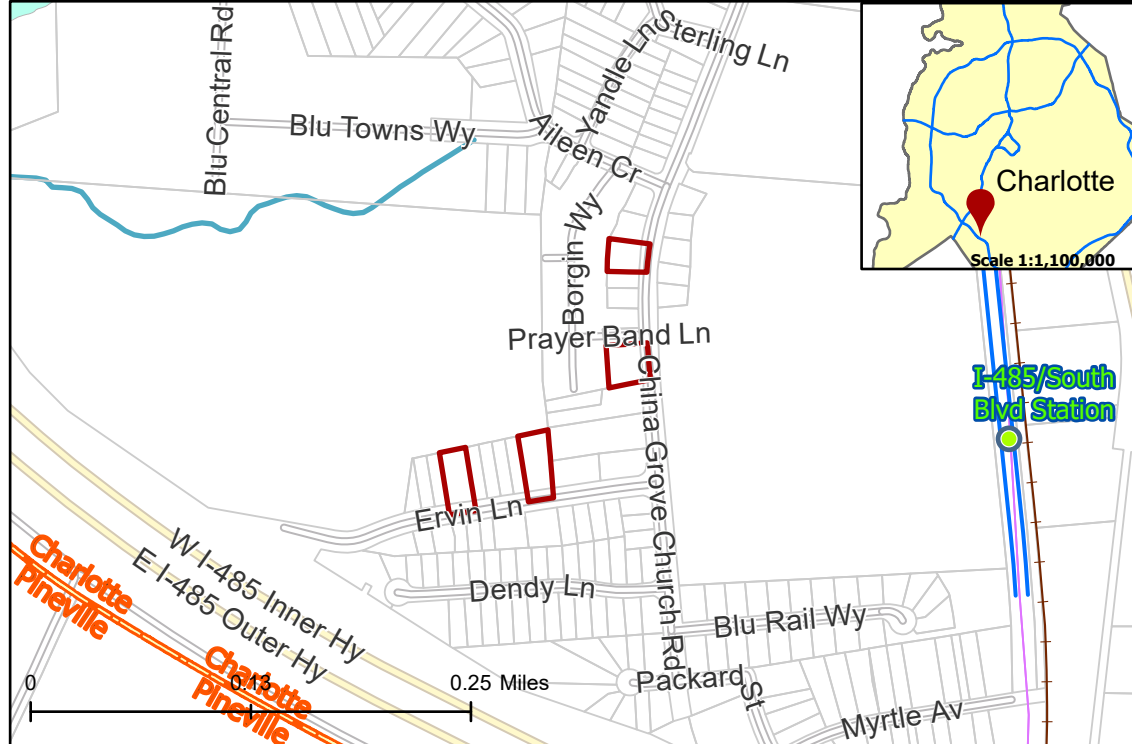 Sterling Ln
Yandle Ln
Blu Central Rd
Blu Towns Wy
Aileen Cr
Charlotte
Scale 1:1,100,000
Borgin Wy
Prayer Band Ln
China Grove Church Rd
I-485/South
Blvd Station
Ervin Ln
W I-485 Inner Hy
E I-485 Outer Hy
Charlotte
Pineville
Dendy Ln
Blu Rail Wy
Charlotte
Pineville
Packard St
Myrtle Av
0
0.13
0.25 Miles